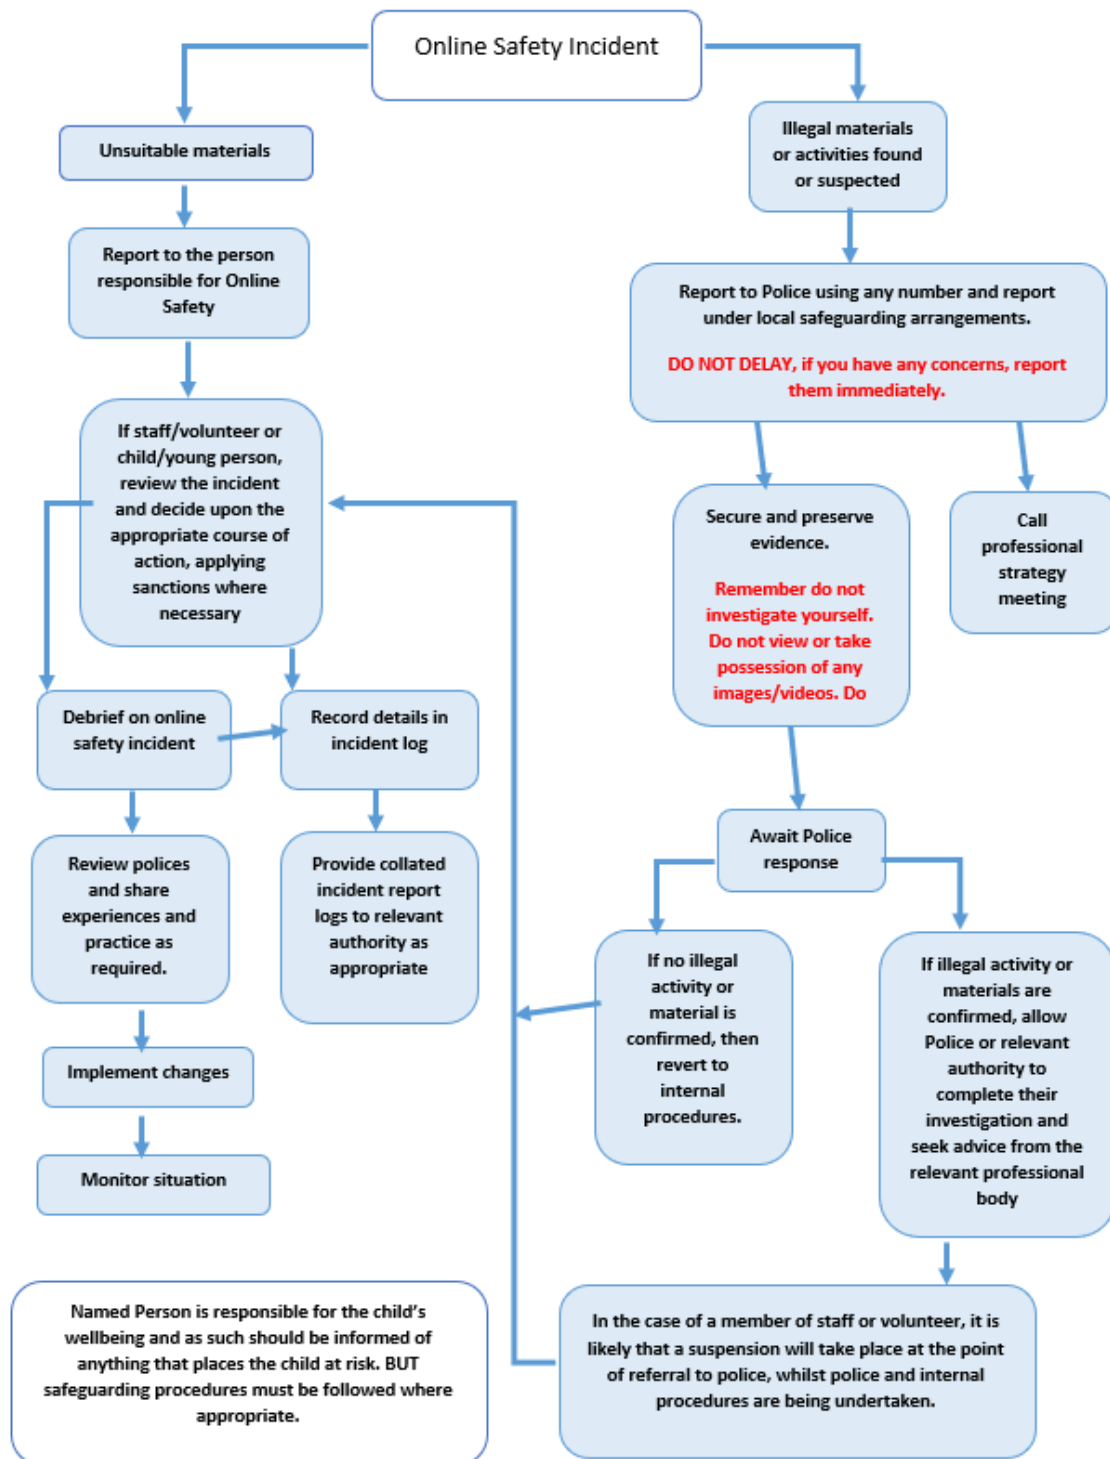 Online Safety Incident
Unsuitable materials
Report to the person
responsible for Online
Safety
If staff/volunteer or
child/young person,
review the incident
and decide upon the
appropriate course of
action, applying
sanctions where
necessary
Debrief on online
safety incident
Record details in
incident log
Review polices
and share
experiences and
practice as
required.
Provide collated
incident report
logs to relevant
authority as
appropriate
Implement changes
Monitor situation
Named Person is responsible for the child's
wellbeing and as such should be informed of
anything that places the child at risk. BUT
safeguarding procedures must be followed where
appropriate.
Illegal materials
or activities found
or suspected
Report to Police using any number and report
under local safeguarding arrangements.
DO NOT DELAY, if you have any concerns, report
them immediately.
Secure and preserve
evidence.
Remember do not
investigate yourself.
Do not view or take
possession of any
images/videos. Do
Call
professional
strategy
meeting
Await Police
response
If no illegal
activity or
material is
confirmed, then
revert to
internal
procedures.
If illegal activity or
materials are
confirmed, allow
Police or relevant
authority to
complete their
investigation and
seek advice from the
relevant professional
body
In the case of a member of staff or volunteer, it is
likely that a suspension will take place at the point
of referral to police, whilst police and internal
procedures are being undertaken.